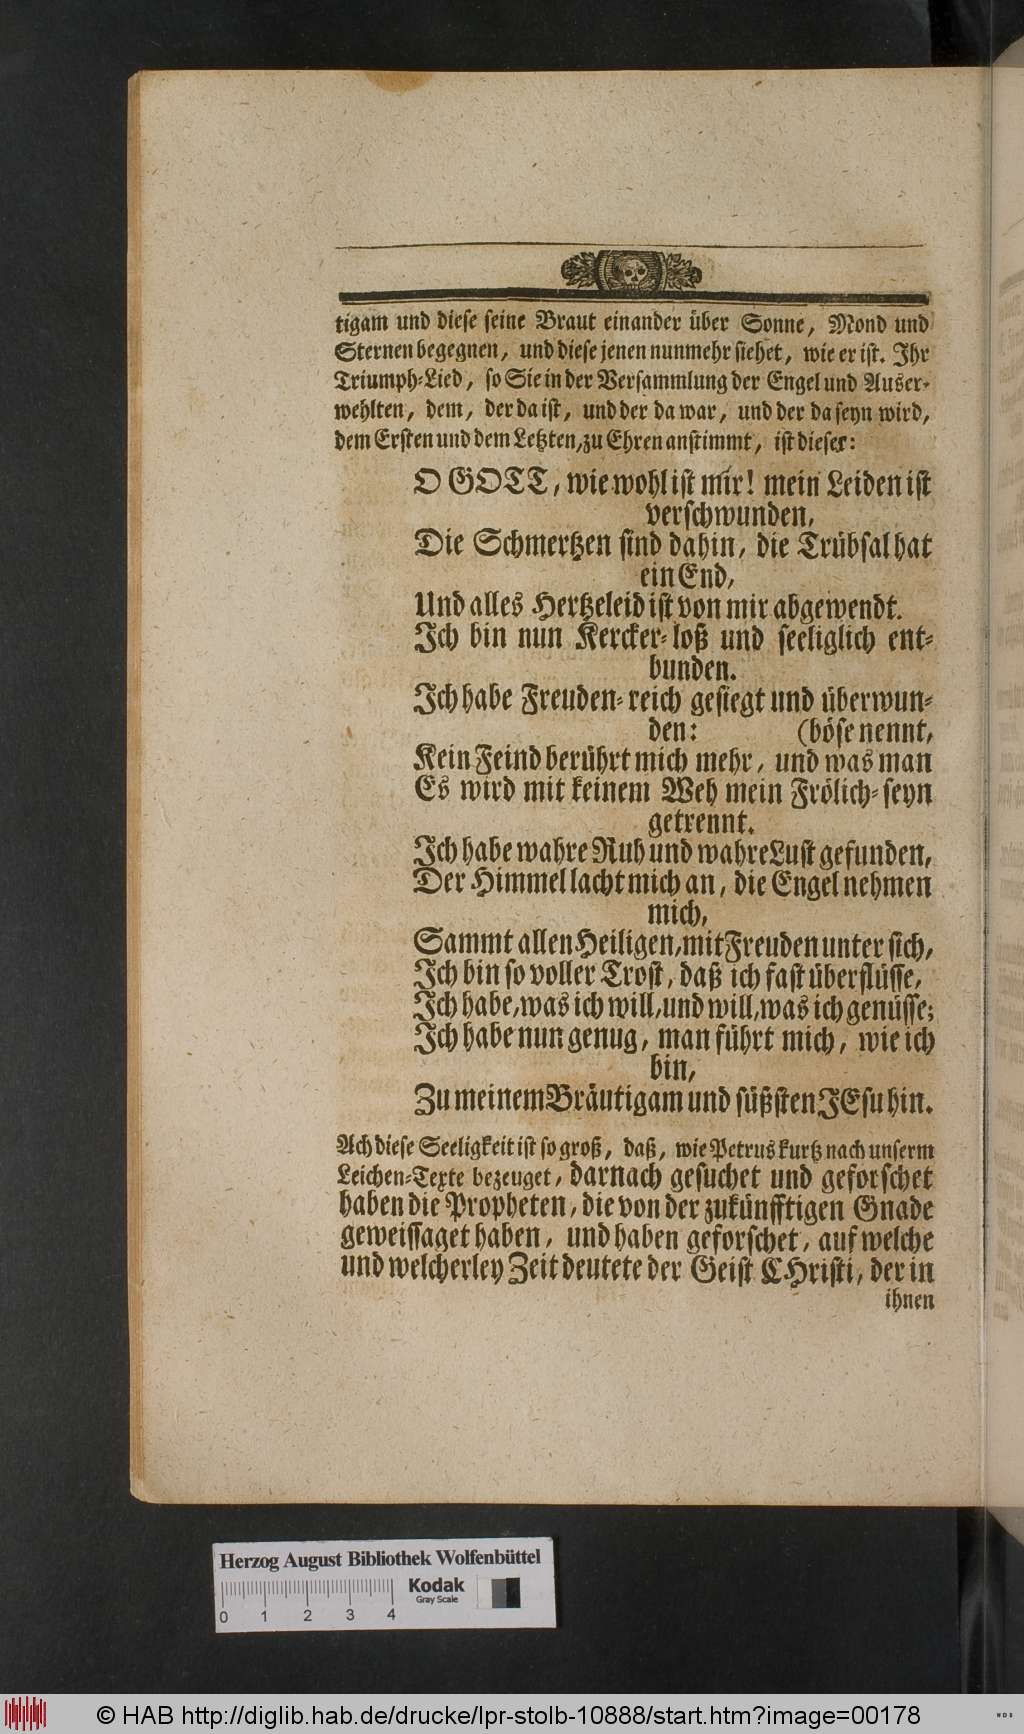 tigam und diese seine Braut einander über Sonne, Mond und
Sternen begegnen, und diese jenen nunmehr siehet, wie er ist. Ihr
Triumph-Lied, so Sie in der Versammlung der Engel und Auser-
wehlten, dem, der da ist, und der da war, und der da seyn wird,
dem Ersten und dem Letzten, zu Ehren anstimmt, ist dieser:
O GOTT, wie wohl ist mir! mein Leiden ist
verschwunden,
Die Schmertzen sind dahin, die Trübsal hat
ein End,
Und alles Hertzeleid ist von mir abgewendt.
Ich bin nun Kercker-loß und seeliglich ent-
bunden.
Ich habe Freuden-reich gesiegt und überwun-
den: (böse nennt,
Kein Feind berührt mich mehr, und was man
Es wird mit keinem Weh mein Frölich-seyn
getrennt.
Ich habe wahre Ruh und wahre Lust gefunden,
Der Himmel lacht mich an, die Engel nehmen
mich,
Sammt allen Heiligen, mit Freuden unter sich,
Ich bin so voller Trost, daß ich fast überflüsse,
Ich habe, was ich will, und will, was ich genüsse;
Ich habe nun genug, man führt mich, wie ich
bin,
Zu meinem Bräutigam und süßsten JEsu hin.
Ach diese Seeligkeit ist so groß, daß, wie Petrus kurtz nach unserm
Leichen-Texte bezeuget, darnach gesuchet und geforschet
haben die Propheten, die von der zukünfftigen Gnade
geweissaget haben, und haben geforschet, auf welche
und welcherley Zeit deutete der Geist CHristi, der in
ihnen
Herzog August Bibliothek Wolfenbüttel
Kodak
Gray Scale
0 1 2 3 4
© HAB http://diglib.hab.de/drucke/lpr-stolb-10888/start.htm?image=00178